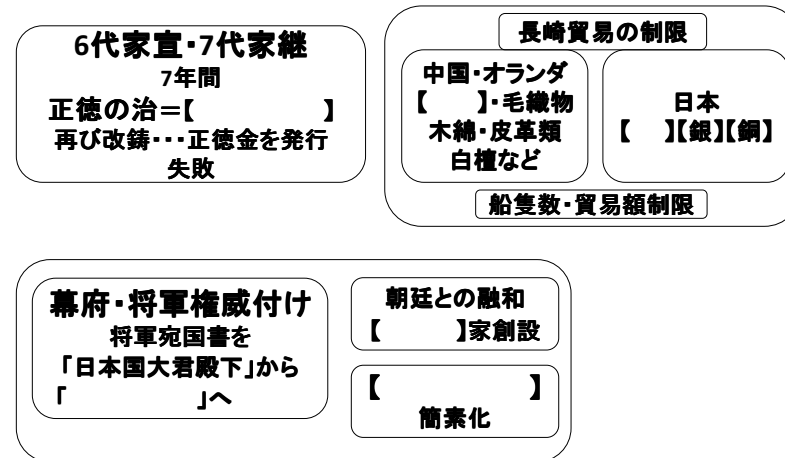 6代家宣・7代家継
7年間
正徳の治=【　　　　　】
再び改鋳・・・正徳金を発行
失敗
長崎貿易の制限
中国・オランダ
【　　】・毛織物
木綿・皮革類
白檀など
日本
【　】【銀】【銅】
船隻数・貿易額制限
幕府・将軍権威付け
将軍宛国書を
「日本国大君殿下」から
「　　　　　」へ
朝廷との融和
【　　　】家創設
【　　　　　　】
簡素化